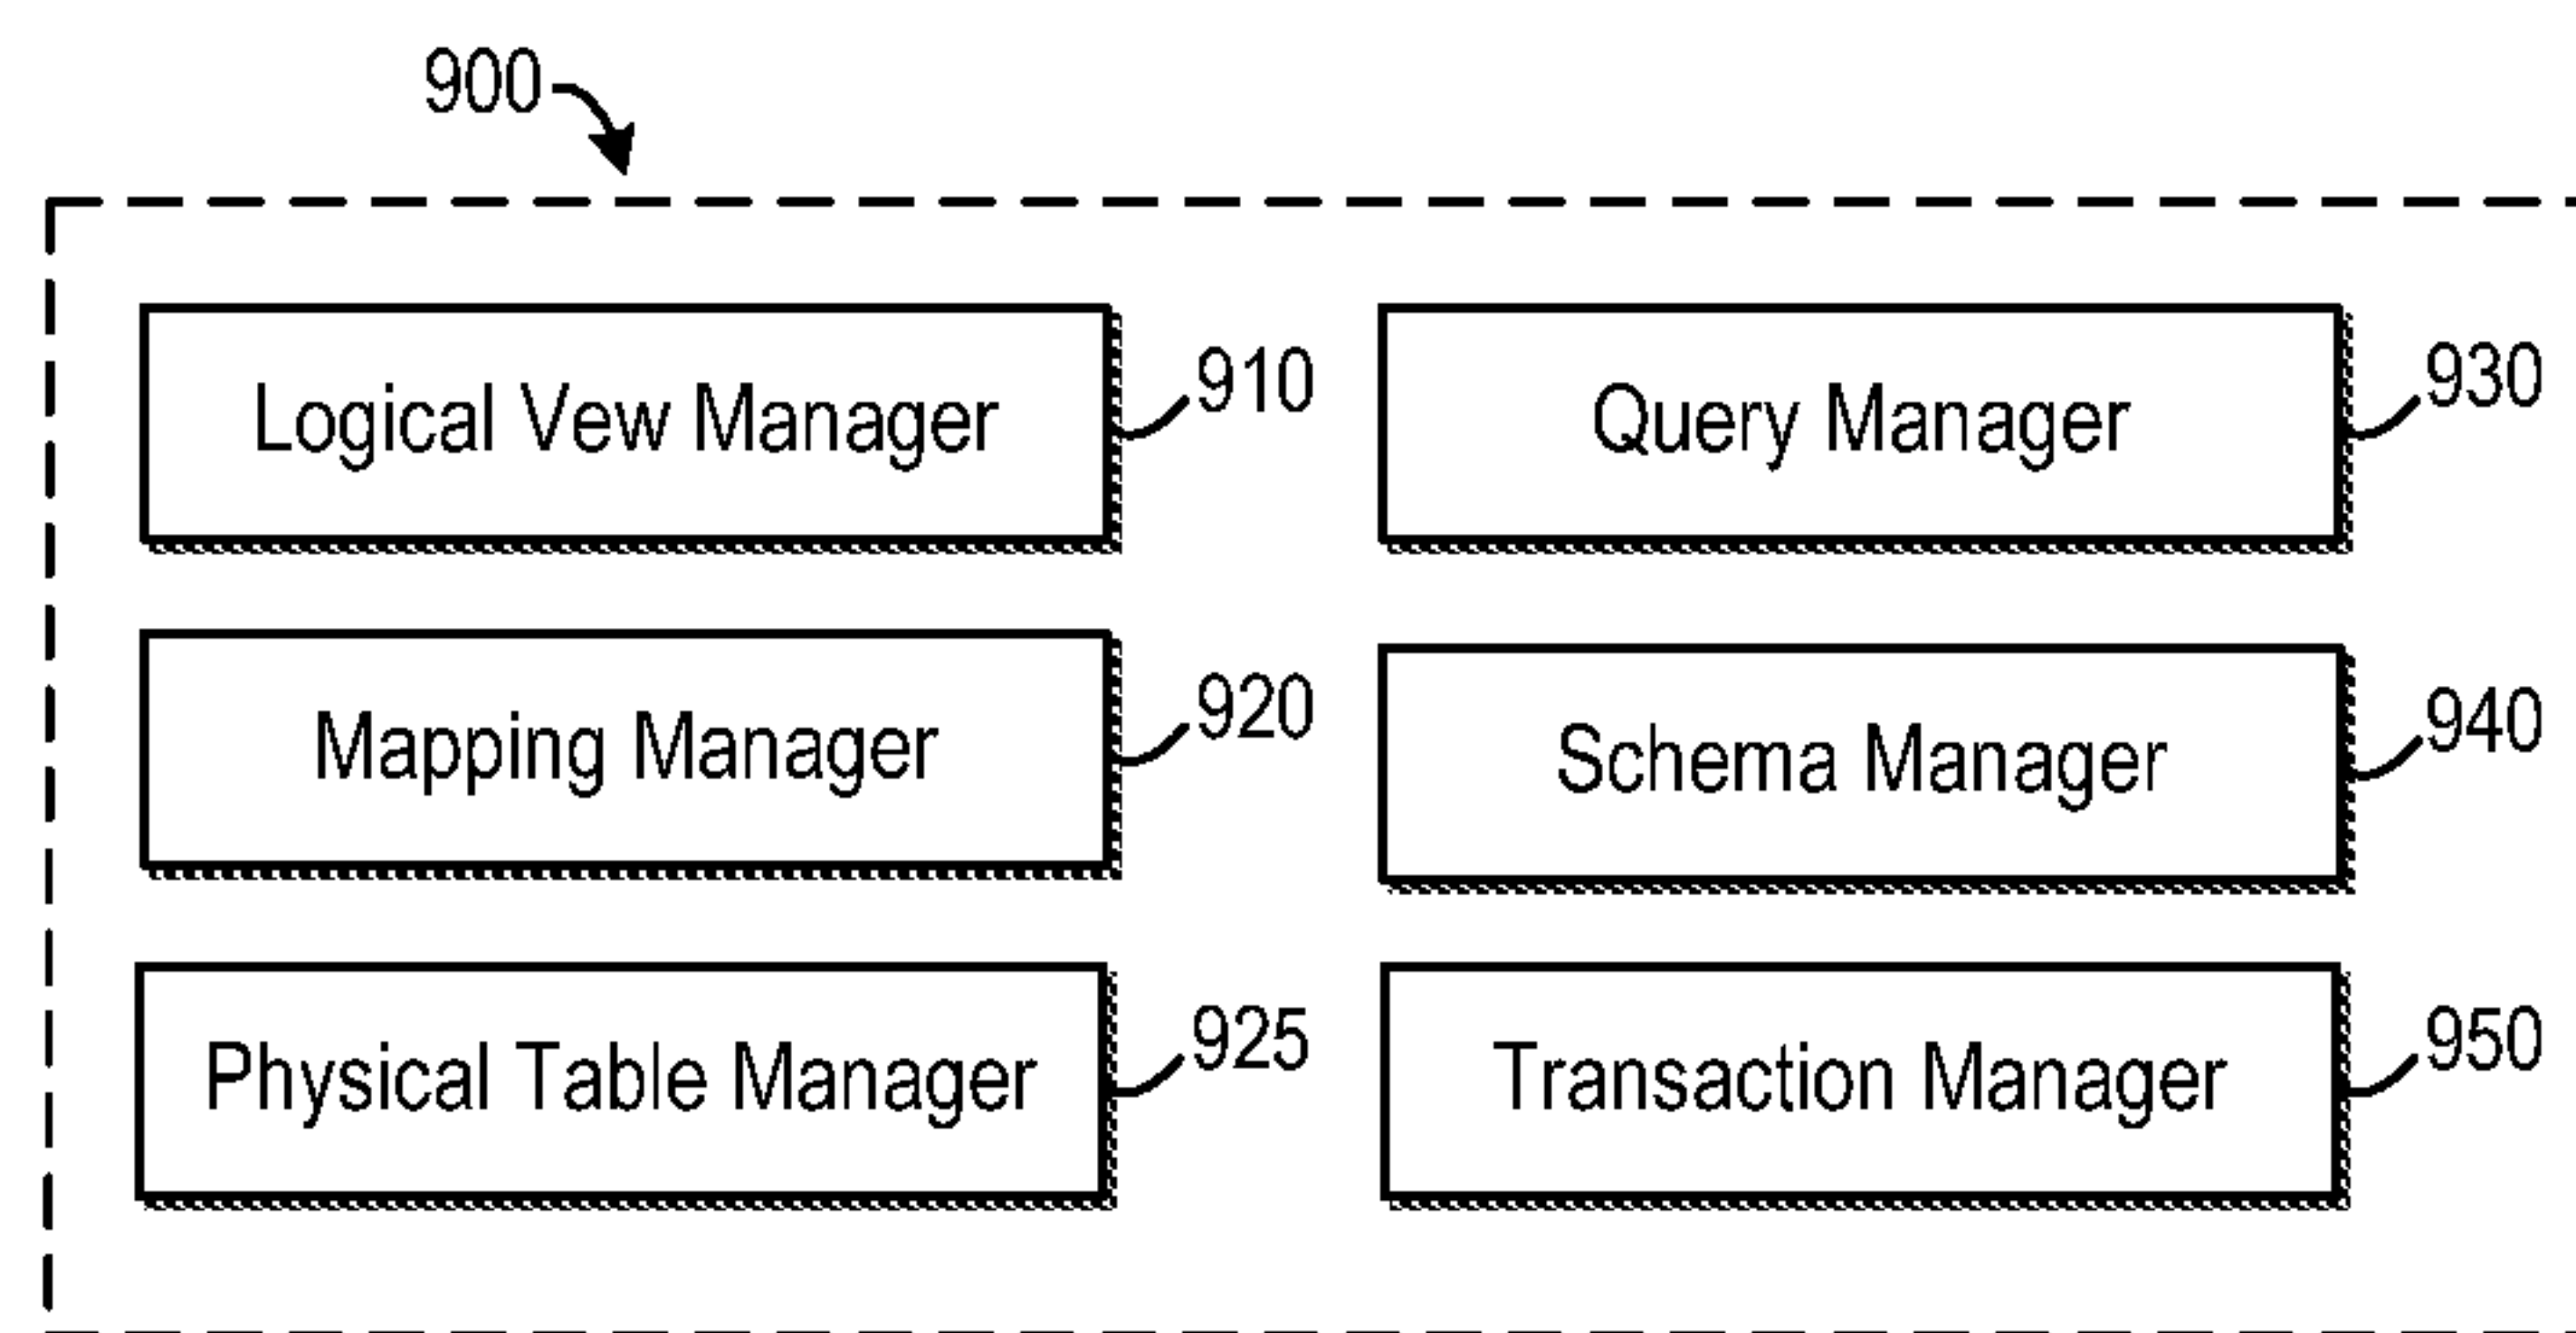 900
Logical Vew Manager
910
Query Manager
930
Mapping Manager
920
Schema Manager
940
Physical Table Manager
925
Transaction Manager
950